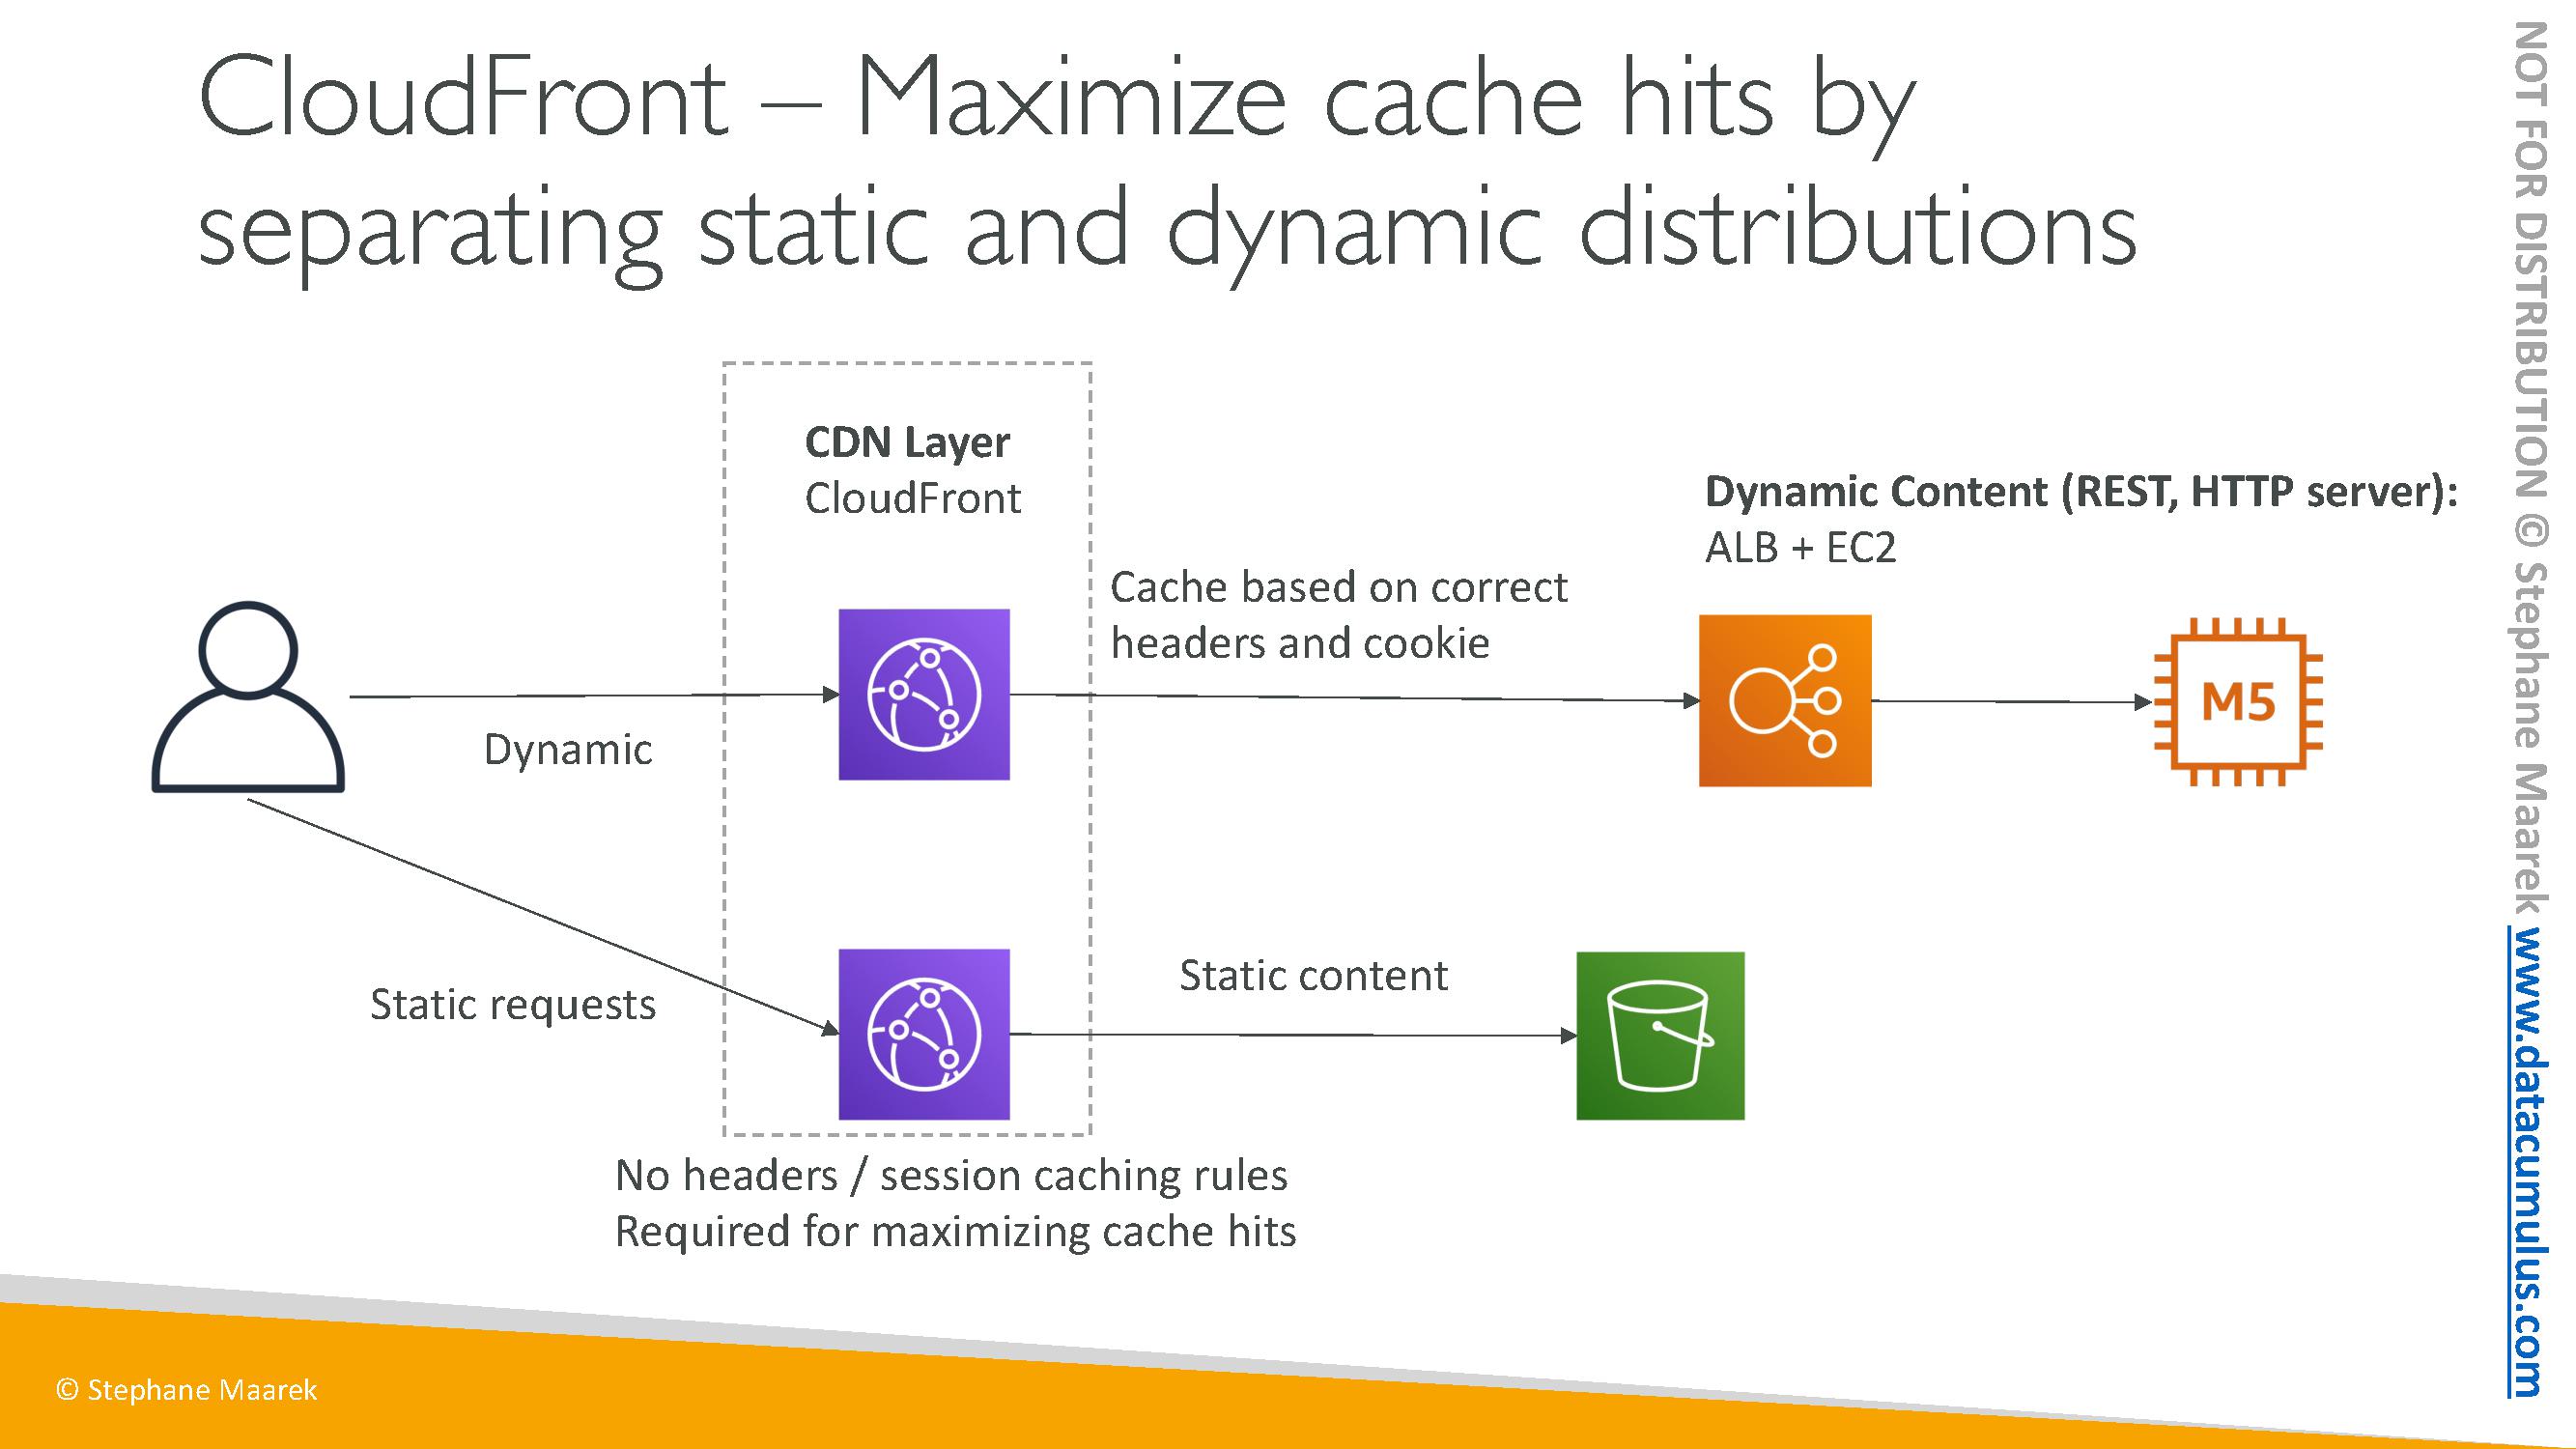 CloudFront – Maximize cache hits by
separating static and dynamic distributions
CDN Layer
CloudFront
Dynamic Content (REST, HTTP server):
ALB + EC2
Cache based on correct
headers and cookie
M5
Dynamic
Static requests
Static content
No headers / session caching rules
Required for maximizing cache hits
© Stephane Maarek
NOT FOR DISTRIBUTION © Stephane Maarek www.datacumulus.com